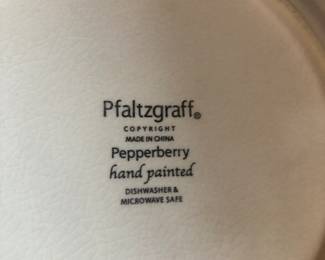 Pfaltzgraff®
COPYRIGHT
MADE IN CHINA
Pepperberry
hand painted
DISHWASHER &
MICROWAVE SAFE